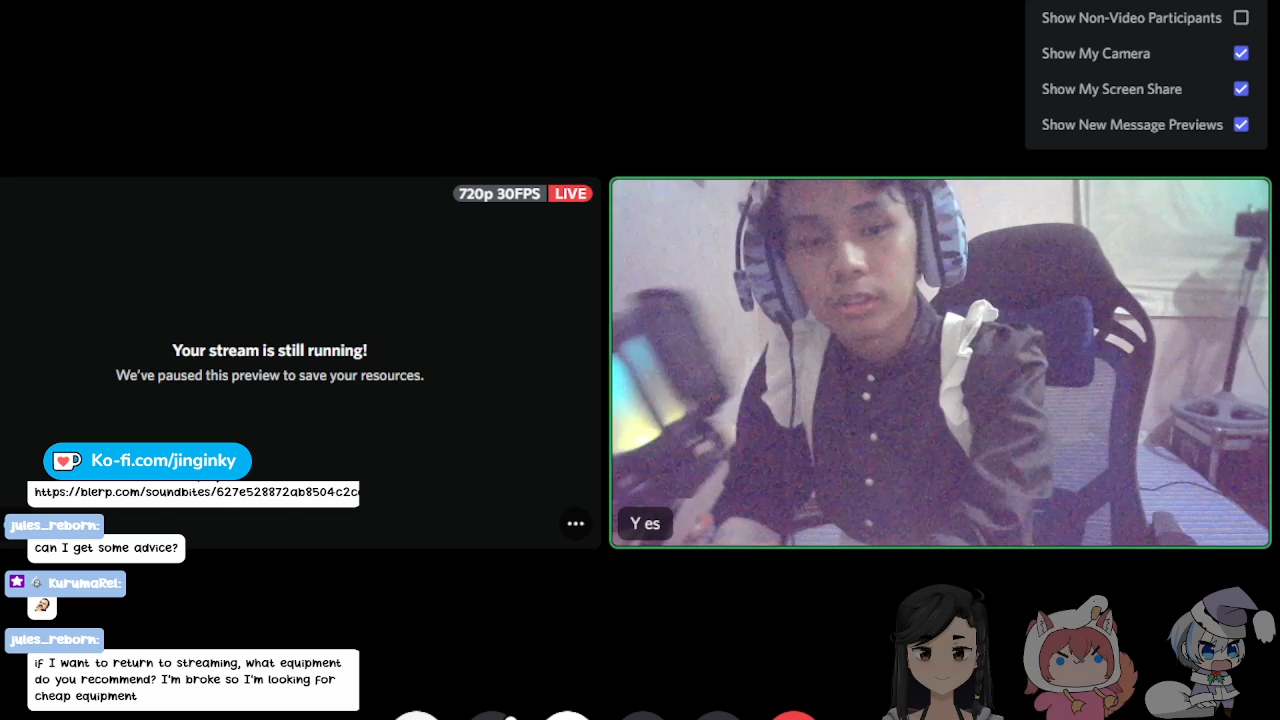 Show Non-Video Participants
Show My Camera
Show My Screen Share
Show New Message Previews
720p 30FPS LIVE
Your stream is still running!
We've paused this preview to save your resources.
Ko-fi.com/jinginky
https://blerp.com/soundbites/627e528872ab8504c2c
jules_reborn:
can I get some advice?
KurumaRei:
jules_reborn:
if I want to return to streaming, what equipment
do you recommend? I'm broke so I'm looking for
cheap equipment
Y es